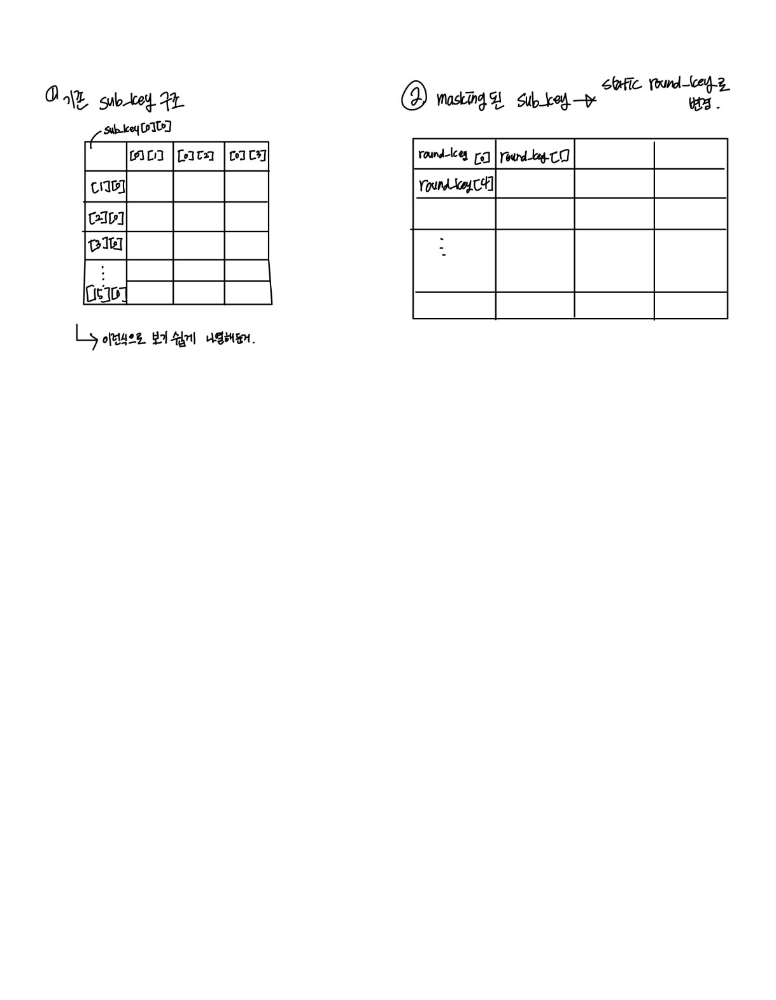 ① 기존 sub_key 구조
sub_key[0][0]
[0][1] [0][2] [0][3]
[1][0]
[2][0]
[3][0]
⋮
[15][0]
↳ 이런식으로 보기 쉽게 나열해둔거.
② masking된 sub_key → static round_key로
변경.
round_key [0] round_key[1]
round_key[4]
⋮